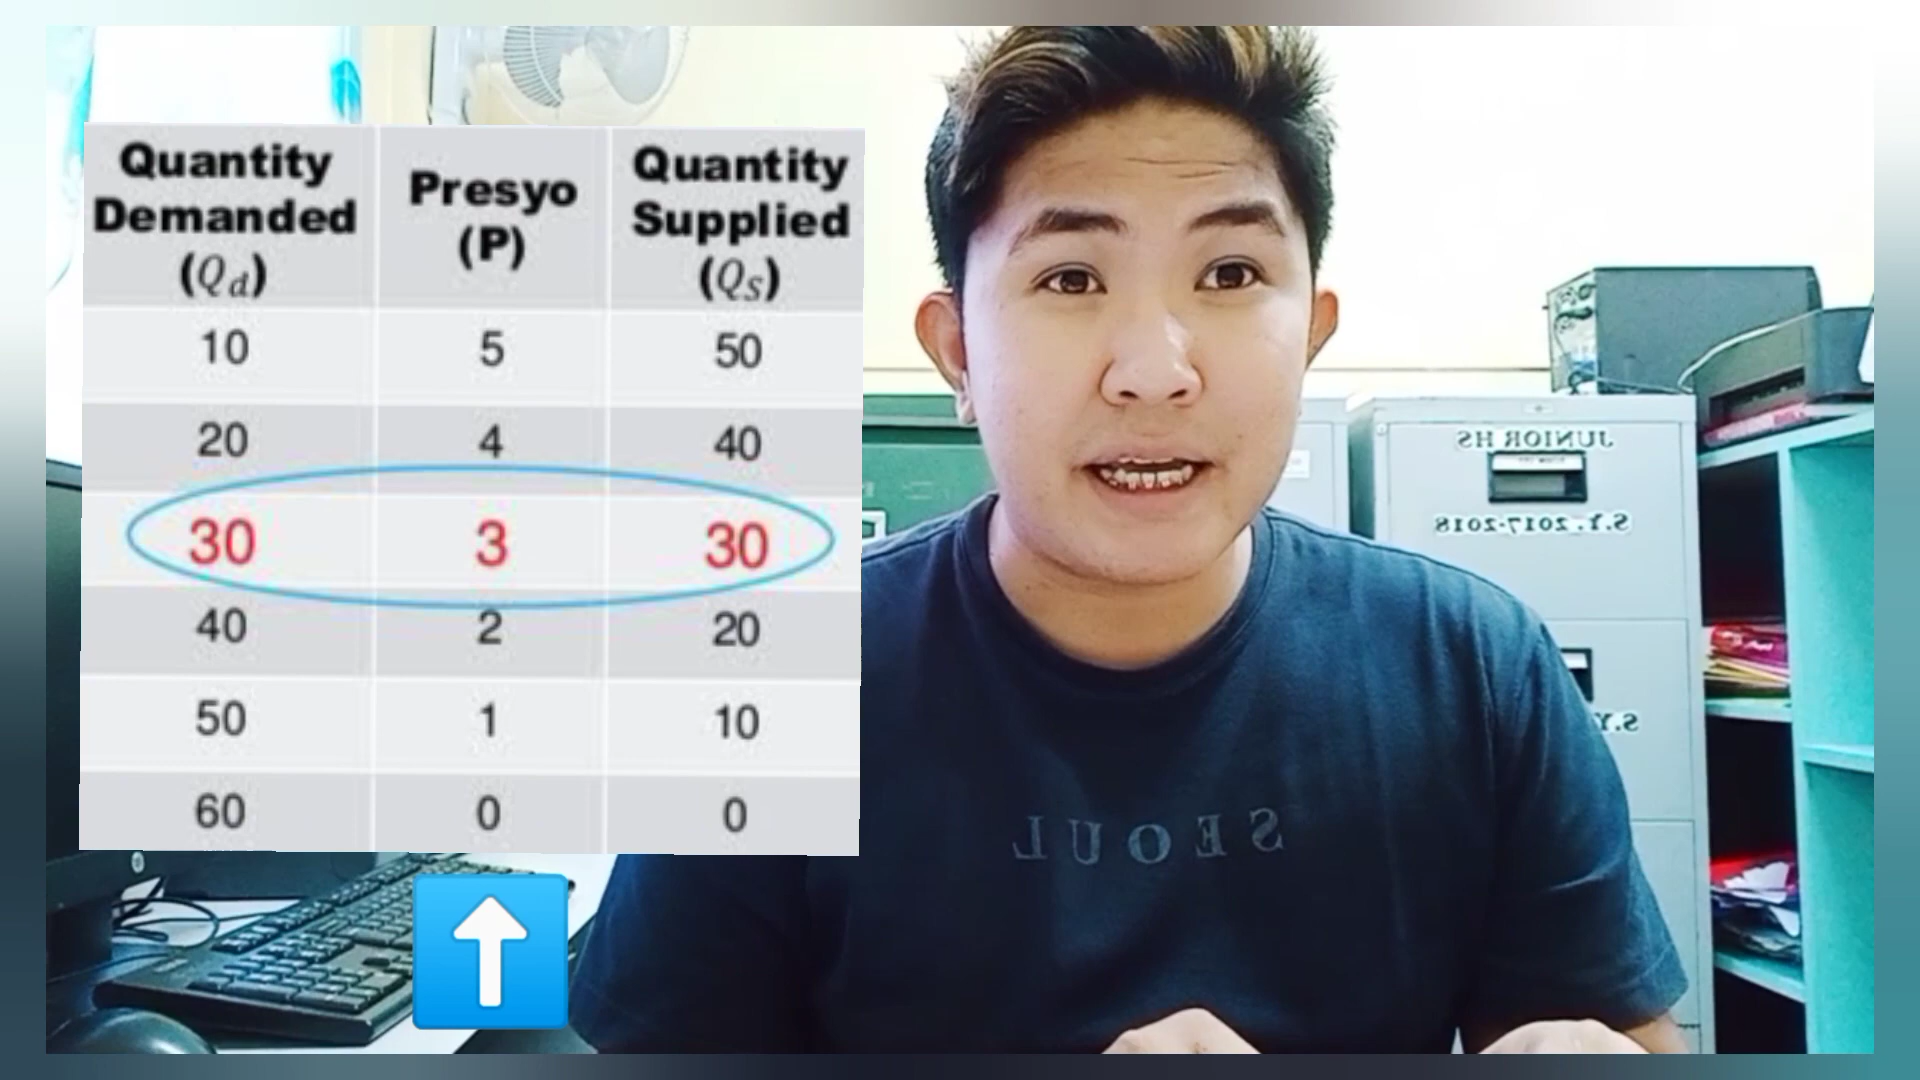 Quantity Demanded (Qd)
Presyo (P)
Quantity Supplied (Qs)
10 5 50
20 4 40
30 3 30
40 2 20
50 1 10
60 0 0
JUNIOR HS
S.Y. 2017-2018
S.Y.
SEOUL